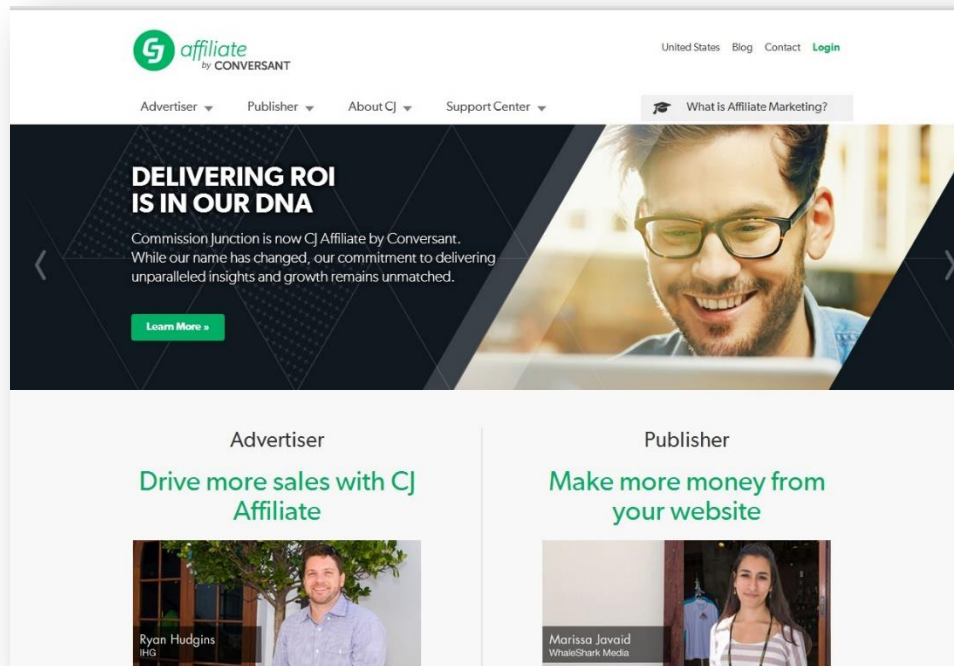 CJ affiliate
by CONVERSANT
United States Blog Contact Login
Advertiser Publisher About CJ Support Center What is Affiliate Marketing?
DELIVERING ROI
IS IN OUR DNA
Commission Junction is now CJ Affiliate by Conversant.
While our name has changed, our commitment to delivering
unparalleled insights and growth remains unmatched.
Learn More »
Advertiser
Drive more sales with CJ
Affiliate
Ryan Hudgins
IHG
Publisher
Make more money from
your website
Marissa Javaid
WhaleShark Media